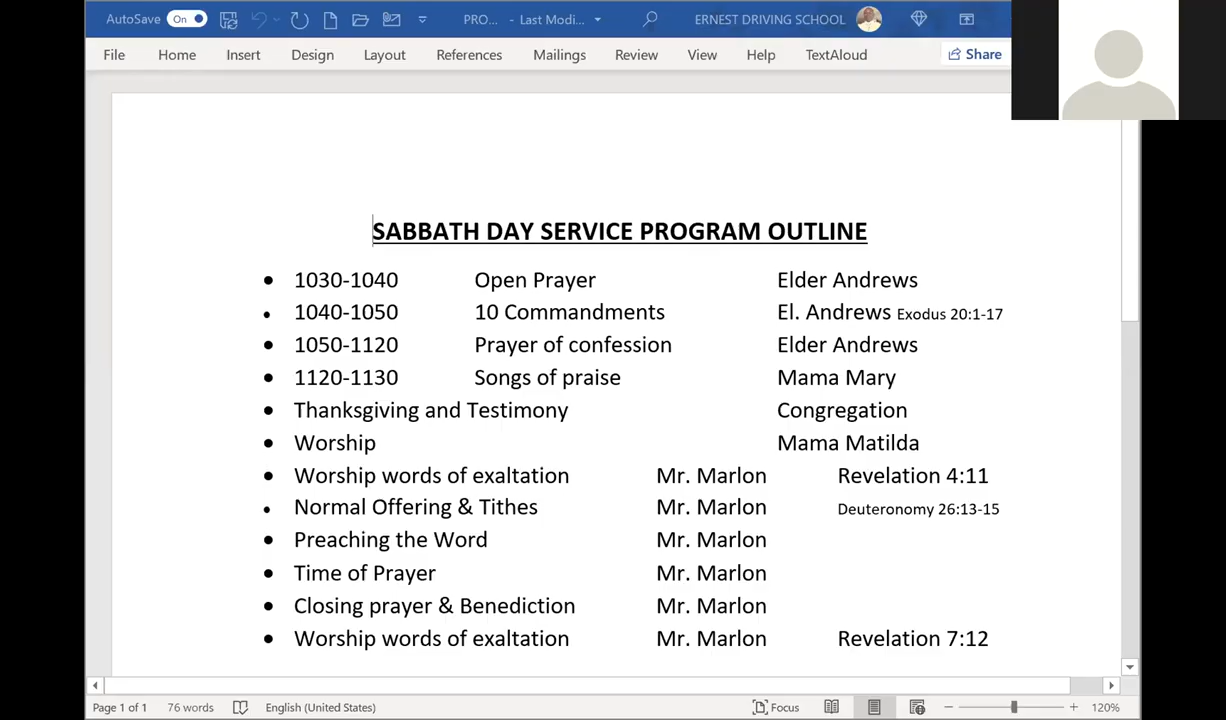 AutoSave On PRO... - Last Modi... ERNEST DRIVING SCHOOL
File Home Insert Design Layout References Mailings Review View Help TextAloud Share
SABBATH DAY SERVICE PROGRAM OUTLINE
• 1030-1040 Open Prayer Elder Andrews
• 1040-1050 10 Commandments El. Andrews Exodus 20:1-17
• 1050-1120 Prayer of confession Elder Andrews
• 1120-1130 Songs of praise Mama Mary
• Thanksgiving and Testimony Congregation
• Worship Mama Matilda
• Worship words of exaltation Mr. Marlon Revelation 4:11
• Normal Offering & Tithes Mr. Marlon Deuteronomy 26:13-15
• Preaching the Word Mr. Marlon
• Time of Prayer Mr. Marlon
• Closing prayer & Benediction Mr. Marlon
• Worship words of exaltation Mr. Marlon Revelation 7:12
Page 1 of 1 76 words English (United States) Focus 120%